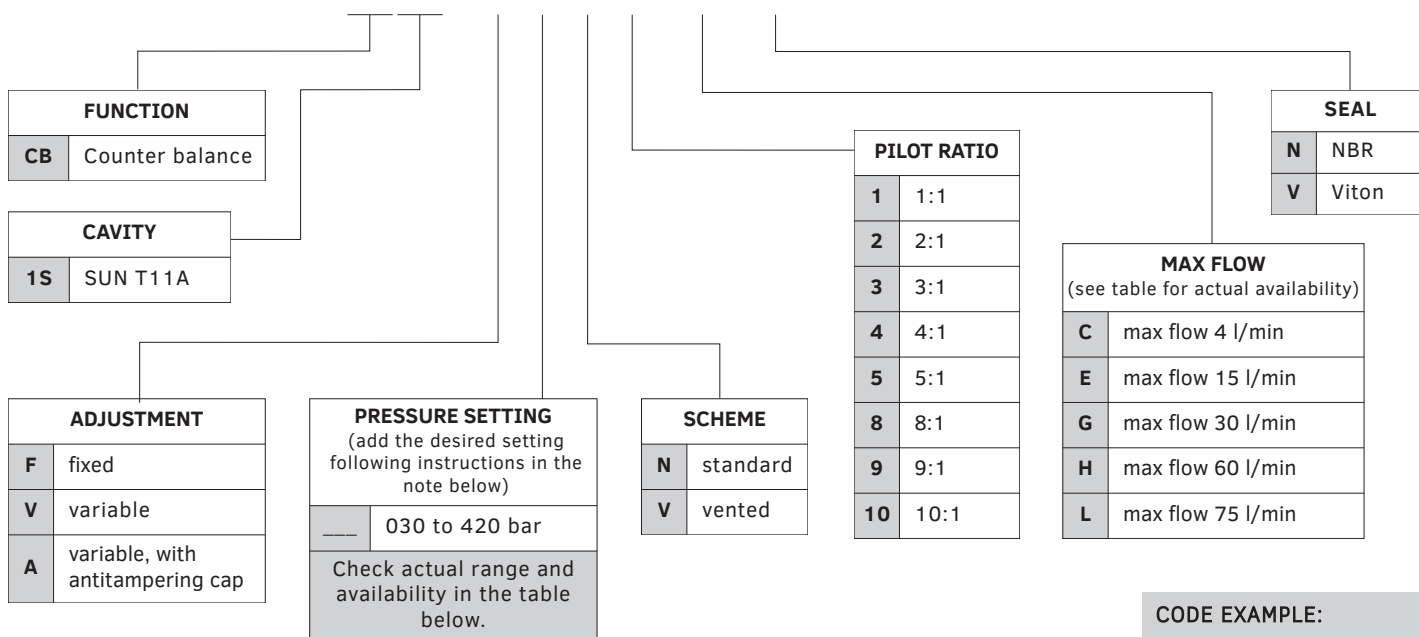 FUNCTION
CB Counter balance
CAVITY
1S SUN T11A
ADJUSTMENT
F fixed
V variable
A variable, with
antitampering cap
PRESSURE SETTING
(add the desired setting
following instructions in the
note below)
___ 030 to 420 bar
Check actual range and
availability in the table
below.
SCHEME
N standard
V vented
PILOT RATIO
1 1:1
2 2:1
3 3:1
4 4:1
5 5:1
8 8:1
9 9:1
10 10:1
MAX FLOW
(see table for actual availability)
C max flow 4 l/min
E max flow 15 l/min
G max flow 30 l/min
H max flow 60 l/min
L max flow 75 l/min
SEAL
N NBR
V Viton
CODE EXAMPLE: